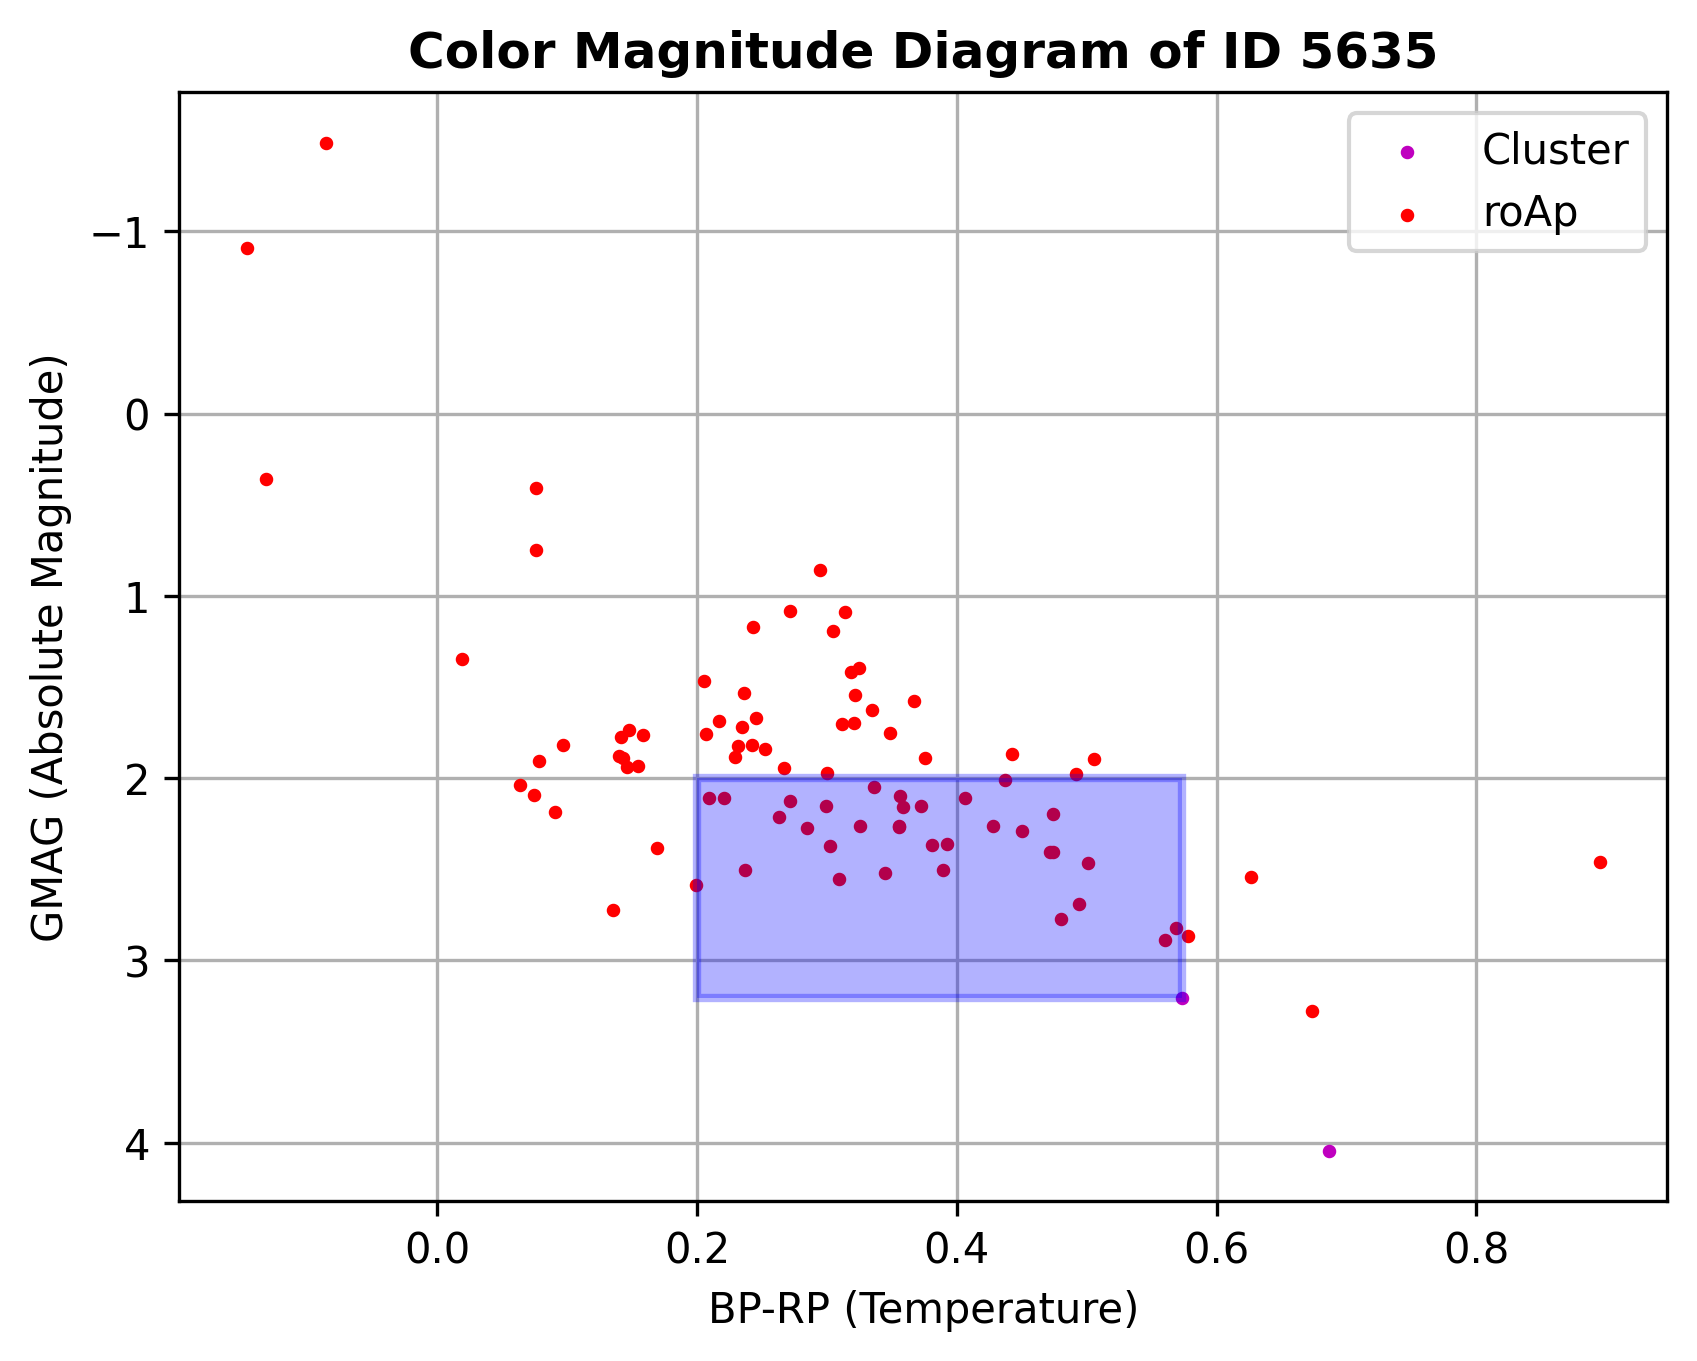 Color Magnitude Diagram of ID 5635
Cluster
roAp
GMAG (Absolute Magnitude)
−1
0
1
2
3
4
0.0 0.2 0.4 0.6 0.8
BP-RP (Temperature)